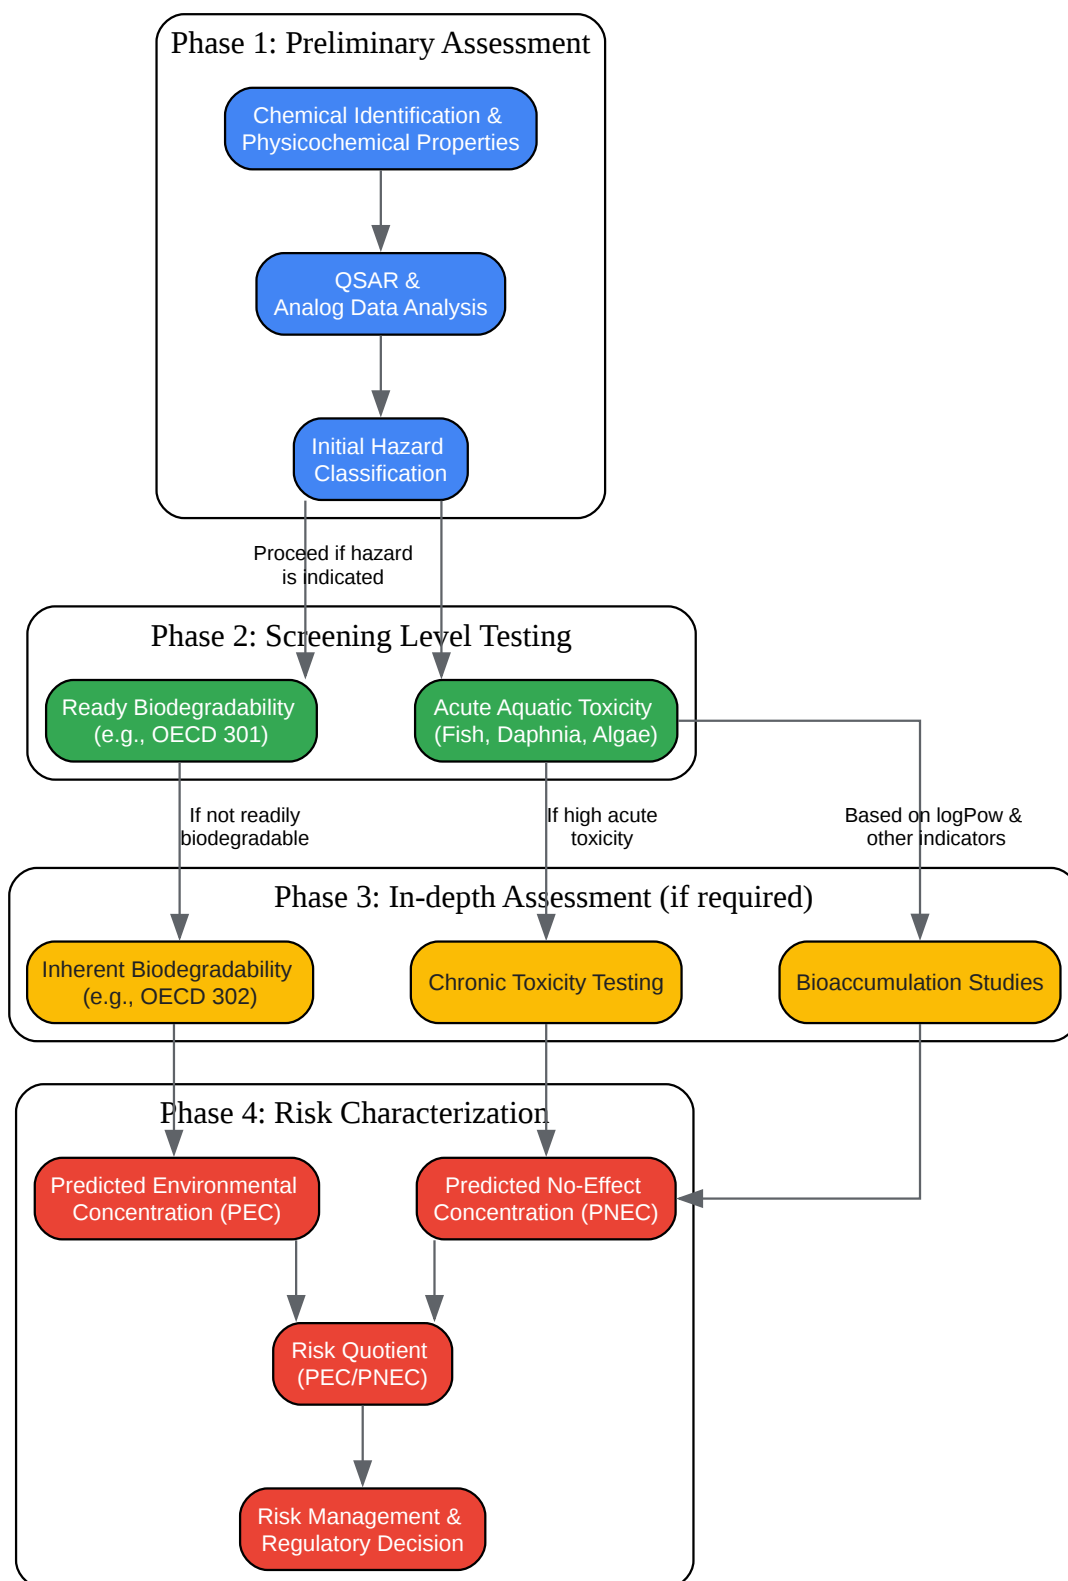 Phase 1: Preliminary Assessment
Chemical Identification &
Physicochemical Properties
QSAR &
Analog Data Analysis
Initial Hazard
Classification
Proceed if hazard
is indicated
Phase 2: Screening Level Testing
Ready Biodegradability
(e.g., OECD 301)
Acute Aquatic Toxicity
(Fish, Daphnia, Algae)
If not readily
biodegradable
If high acute
toxicity
Based on logPow &
other indicators
Phase 3: In-depth Assessment (if required)
Inherent Biodegradability
(e.g., OECD 302)
Chronic Toxicity Testing
Bioaccumulation Studies
Phase 4: Risk Characterization
Predicted Environmental
Concentration (PEC)
Predicted No-Effect
Concentration (PNEC)
Risk Quotient
(PEC/PNEC)
Risk Management &
Regulatory Decision